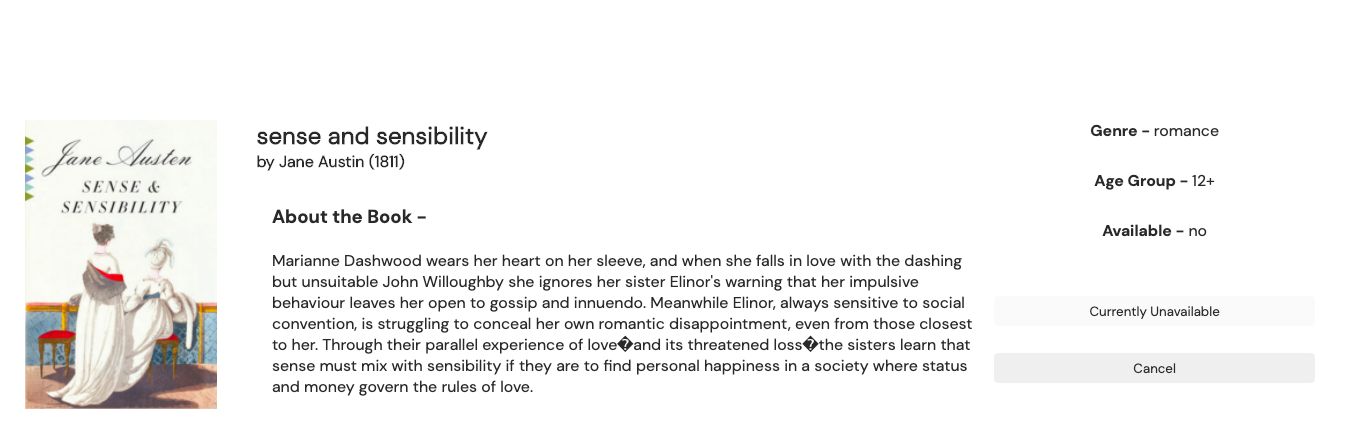 Jane Austen
SENSE &
SENSIBILITY
sense and sensibility
by Jane Austin (1811)
About the Book -
Marianne Dashwood wears her heart on her sleeve, and when she falls in love with the dashing
but unsuitable John Willoughby she ignores her sister Elinor's warning that her impulsive
behaviour leaves her open to gossip and innuendo. Meanwhile Elinor, always sensitive to social
convention, is struggling to conceal her own romantic disappointment, even from those closest
to her. Through their parallel experience of love�and its threatened loss�the sisters learn that
sense must mix with sensibility if they are to find personal happiness in a society where status
and money govern the rules of love.
Genre - romance
Age Group - 12+
Available - no
Currently Unavailable
Cancel